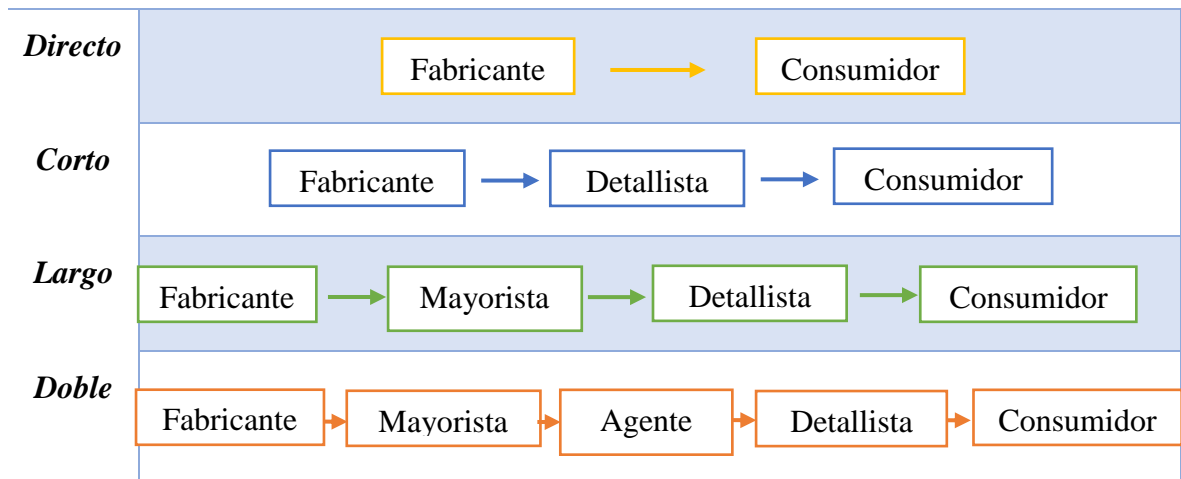 Directo
Fabricante Consumidor
Corto
Fabricante Detallista Consumidor
Largo
Fabricante Mayorista Detallista Consumidor
Doble
Fabricante Mayorista Agente Detallista Consumidor